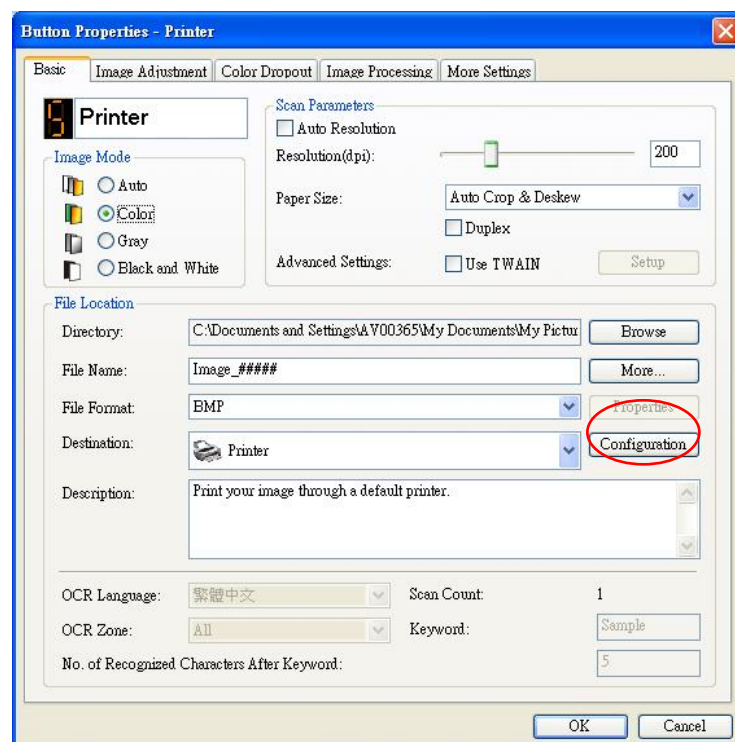 Button Properties - Printer
Basic Image Adjustment Color Dropout Image Processing More Settings
5 Printer
Image Mode
Auto
Color
Gray
Black and White
Scan Parameters
Auto Resolution
Resolution(dpi): 200
Paper Size: Auto Crop & Deskew
Duplex
Advanced Settings: Use TWAIN Setup
File Location
Directory: C:\Documents and Settings\AV00365\My Documents\My Pictur Browse
File Name: Image_##### More...
File Format: BMP Properties
Destination: Printer Configuration
Description: Print your image through a default printer.
OCR Language: 繁體中文 Scan Count: 1
OCR Zone: All Keyword: Sample
No. of Recognized Characters After Keyword: 5
OK Cancel